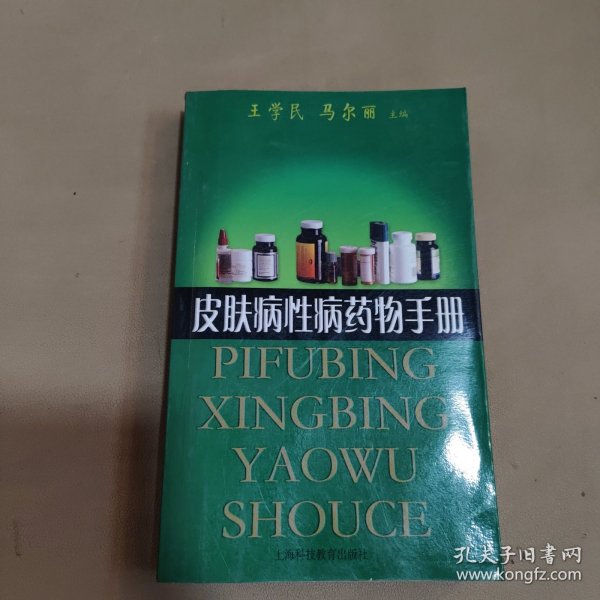 王学民 马尔丽 主编
皮肤病性病药物手册
PIFUBING
XINGBING
YAOWU
SHOUCE
上海科技教育出版社
孔夫子旧书网
www.kongfz.com